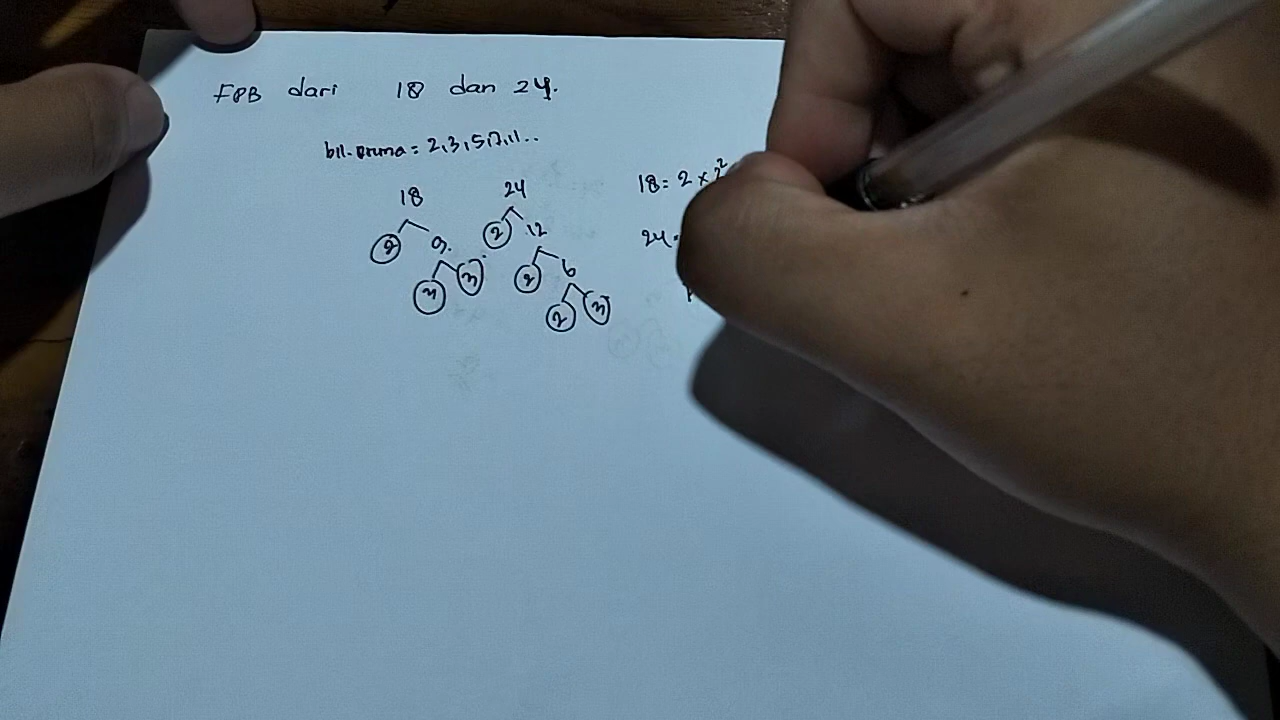 FPB dari 18 dan 24.
bil. prima = 2, 3, 5, 7, 11 ..
18 24
2 9. 2 12
3 3 2 6
2 3
18 = 2 ×
24